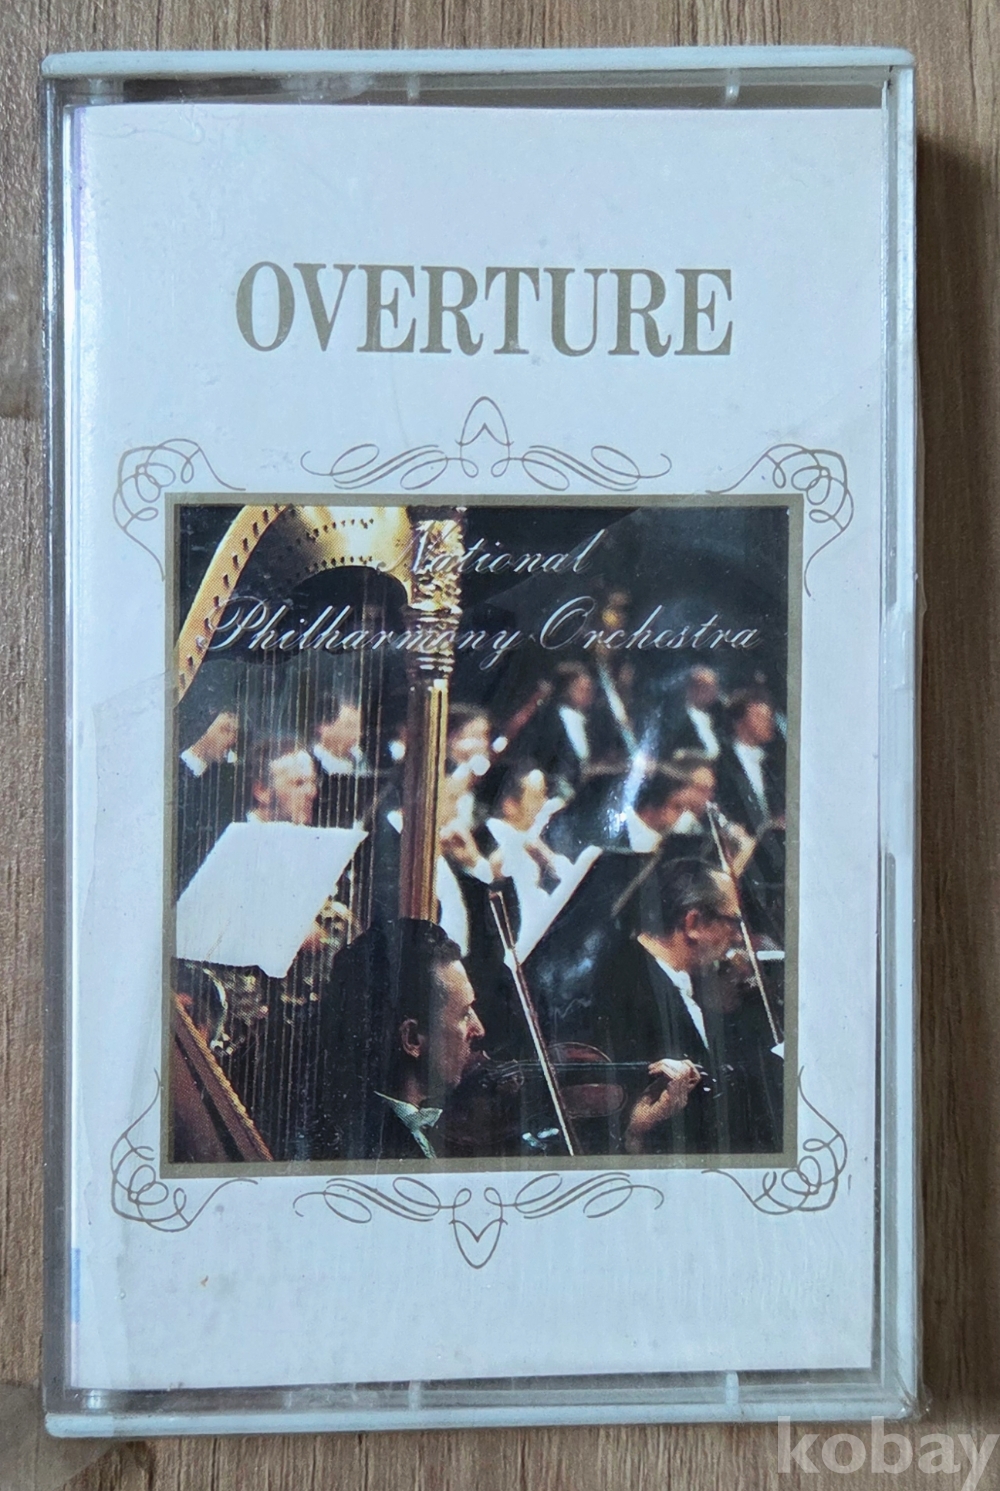 OVERTURE
National
Philharmony Orchestra
kobay